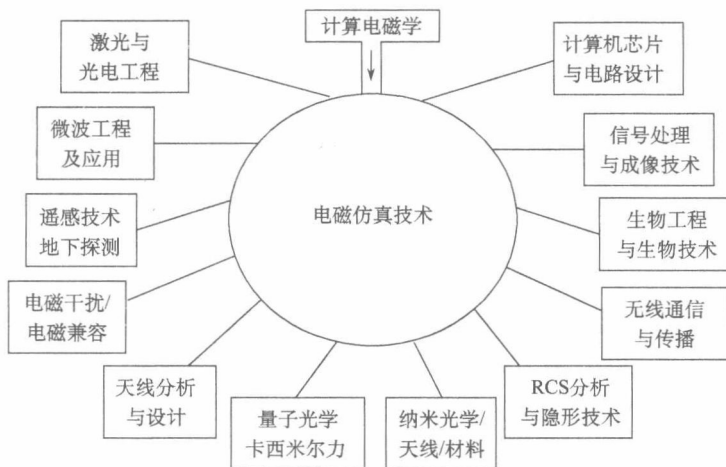 计算电磁学
激光与
光电工程
计算机芯片
与电路设计
微波工程
及应用
信号处理
与成像技术
遥感技术
地下探测
电磁仿真技术
生物工程
与生物技术
电磁干扰/
电磁兼容
无线通信
与传播
天线分析
与设计
量子光学
卡西米尔力
纳米光学/
天线/材料
RCS分析
与隐形技术